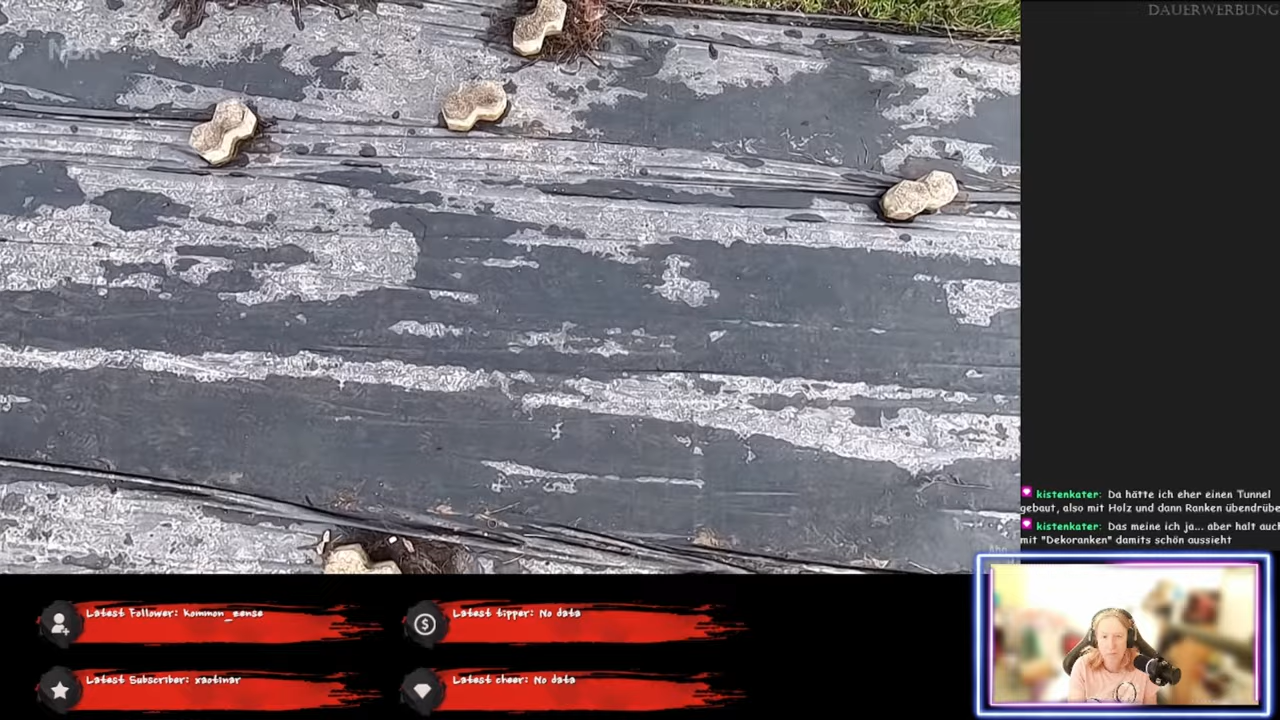 DAUERWERBUNG
NDR
kistenkater: Da hätte ich eher einen Tunnel
gebaut, also mit Holz und dann Ranken übendrübe
kistenkater: Das meine ich ja... aber halt auch
mit "Dekoranken" damits schön aussieht
Latest Follower: Kommon_sense
Latest tipper: No data
Latest Subscriber: xaotinar
Latest cheer: No data